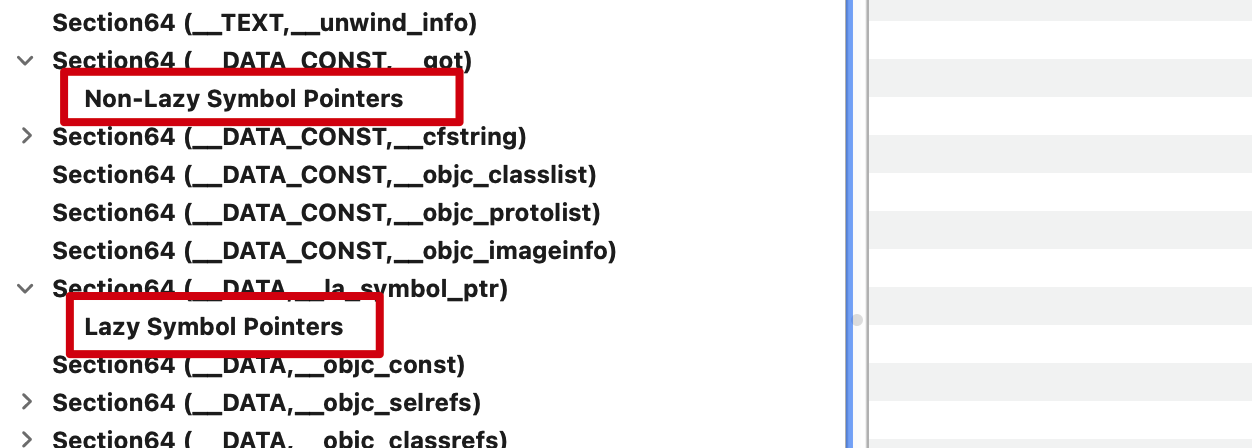 Section64 (__TEXT,__unwind_info)
Section64 (__DATA_CONST,__got)
Non-Lazy Symbol Pointers
Section64 (__DATA_CONST,__cfstring)
Section64 (__DATA_CONST,__objc_classlist)
Section64 (__DATA_CONST,__objc_protolist)
Section64 (__DATA_CONST,__objc_imageinfo)
Section64 (__DATA,__la_symbol_ptr)
Lazy Symbol Pointers
Section64 (__DATA,__objc_const)
Section64 (__DATA,__objc_selrefs)
Section64 (__DATA,__objc_classrefs)